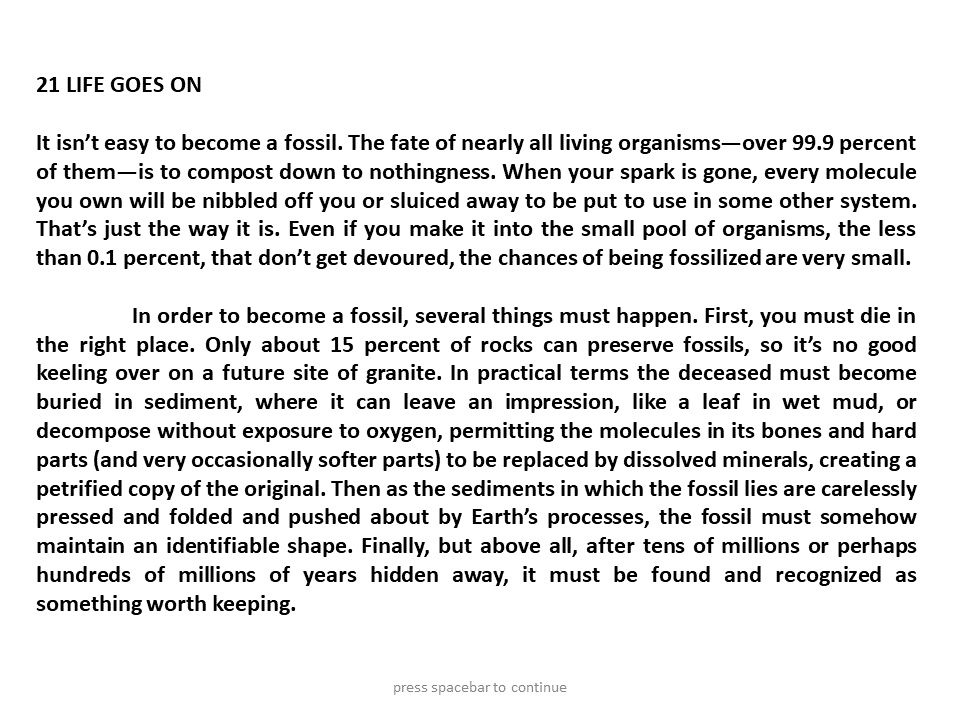 21 LIFE GOES ON
It isn’t easy to become a fossil. The fate of nearly all living organisms—over 99.9 percent
of them—is to compost down to nothingness. When your spark is gone, every molecule
you own will be nibbled off you or sluiced away to be put to use in some other system.
That’s just the way it is. Even if you make it into the small pool of organisms, the less
than 0.1 percent, that don’t get devoured, the chances of being fossilized are very small.
In order to become a fossil, several things must happen. First, you must die in
the right place. Only about 15 percent of rocks can preserve fossils, so it’s no good
keeling over on a future site of granite. In practical terms the deceased must become
buried in sediment, where it can leave an impression, like a leaf in wet mud, or
decompose without exposure to oxygen, permitting the molecules in its bones and hard
parts (and very occasionally softer parts) to be replaced by dissolved minerals, creating a
petrified copy of the original. Then as the sediments in which the fossil lies are carelessly
pressed and folded and pushed about by Earth’s processes, the fossil must somehow
maintain an identifiable shape. Finally, but above all, after tens of millions or perhaps
hundreds of millions of years hidden away, it must be found and recognized as
something worth keeping.
press spacebar to continue